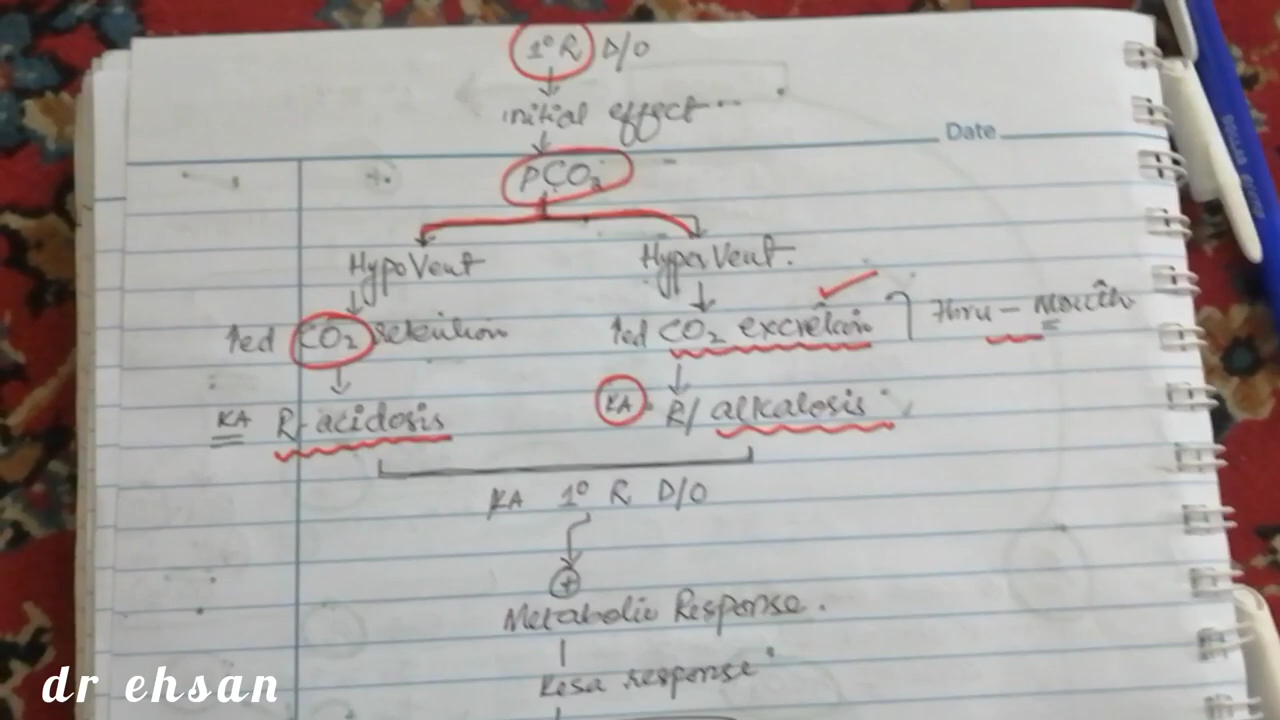 1° R D/O
initial effect...
Date
PCO₂
HypoVent
HyperVent.
↑ed CO₂ retention
↑ed CO₂ excretion
thru - mouth
KA R acidosis
KA R/ alkalosis
KA 1° R D/O
+
Metabolic Response.
response
dr ehsan